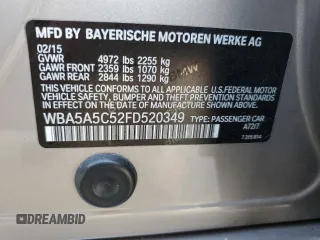 MFD BY BAYERISCHE MOTOREN WERKE AG
02/15
GVWR 4972 lbs 2255 kg
GAWR FRONT 2359 lbs 1070 kg
GAWR REAR 2844 lbs 1290 kg
THIS VEHICLE CONFORMS TO ALL APPLICABLE
U.S.FEDERAL MOTOR VEHICLE SAFETY, BUMPER,
AND THEFT PREVENTION STANDARDS IN EFFECT ON THE
DATE OF MANUFACTURE SHOWN ABOVE.
WBA5A5C52FD520349 TYPE: PASSENGER CAR
©DREAMBID
dreambid.com